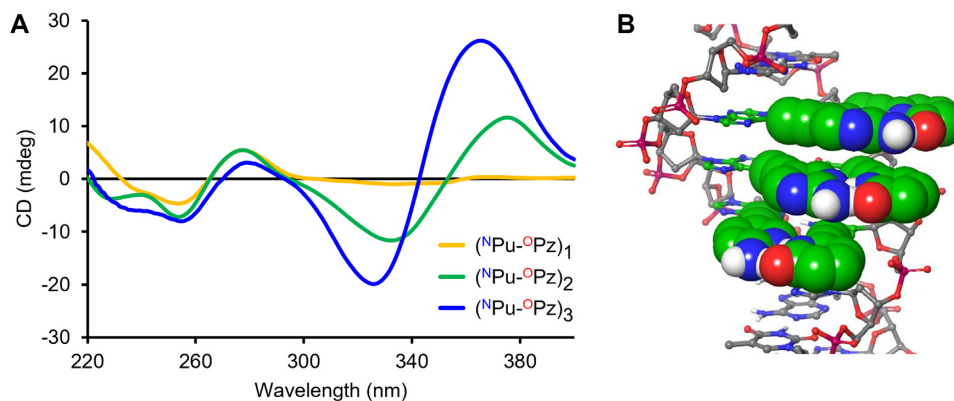 A
B
30
20
10
0
-10
-20
-30
CD (mdeg)
220 260 300 340 380
Wavelength (nm)
(ᴺPu-ᴼPz)₁
(ᴺPu-ᴼPz)₂
(ᴺPu-ᴼPz)₃